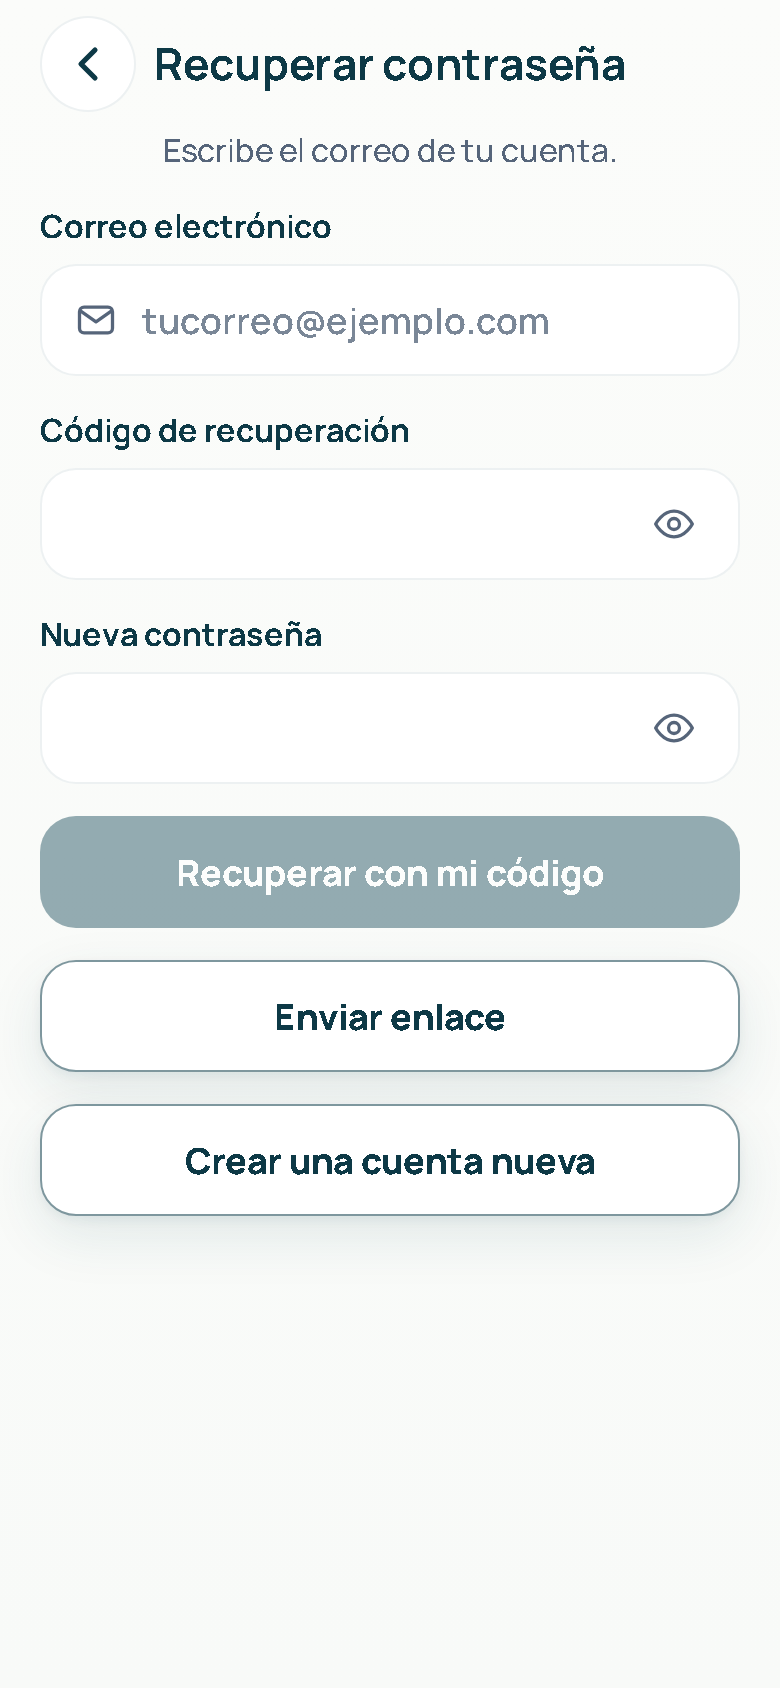 Recuperar contraseña
Escribe el correo de tu cuenta.
Correo electrónico
tucorreo@ejemplo.com
Código de recuperación
Nueva contraseña
Recuperar con mi código
Enviar enlace
Crear una cuenta nueva